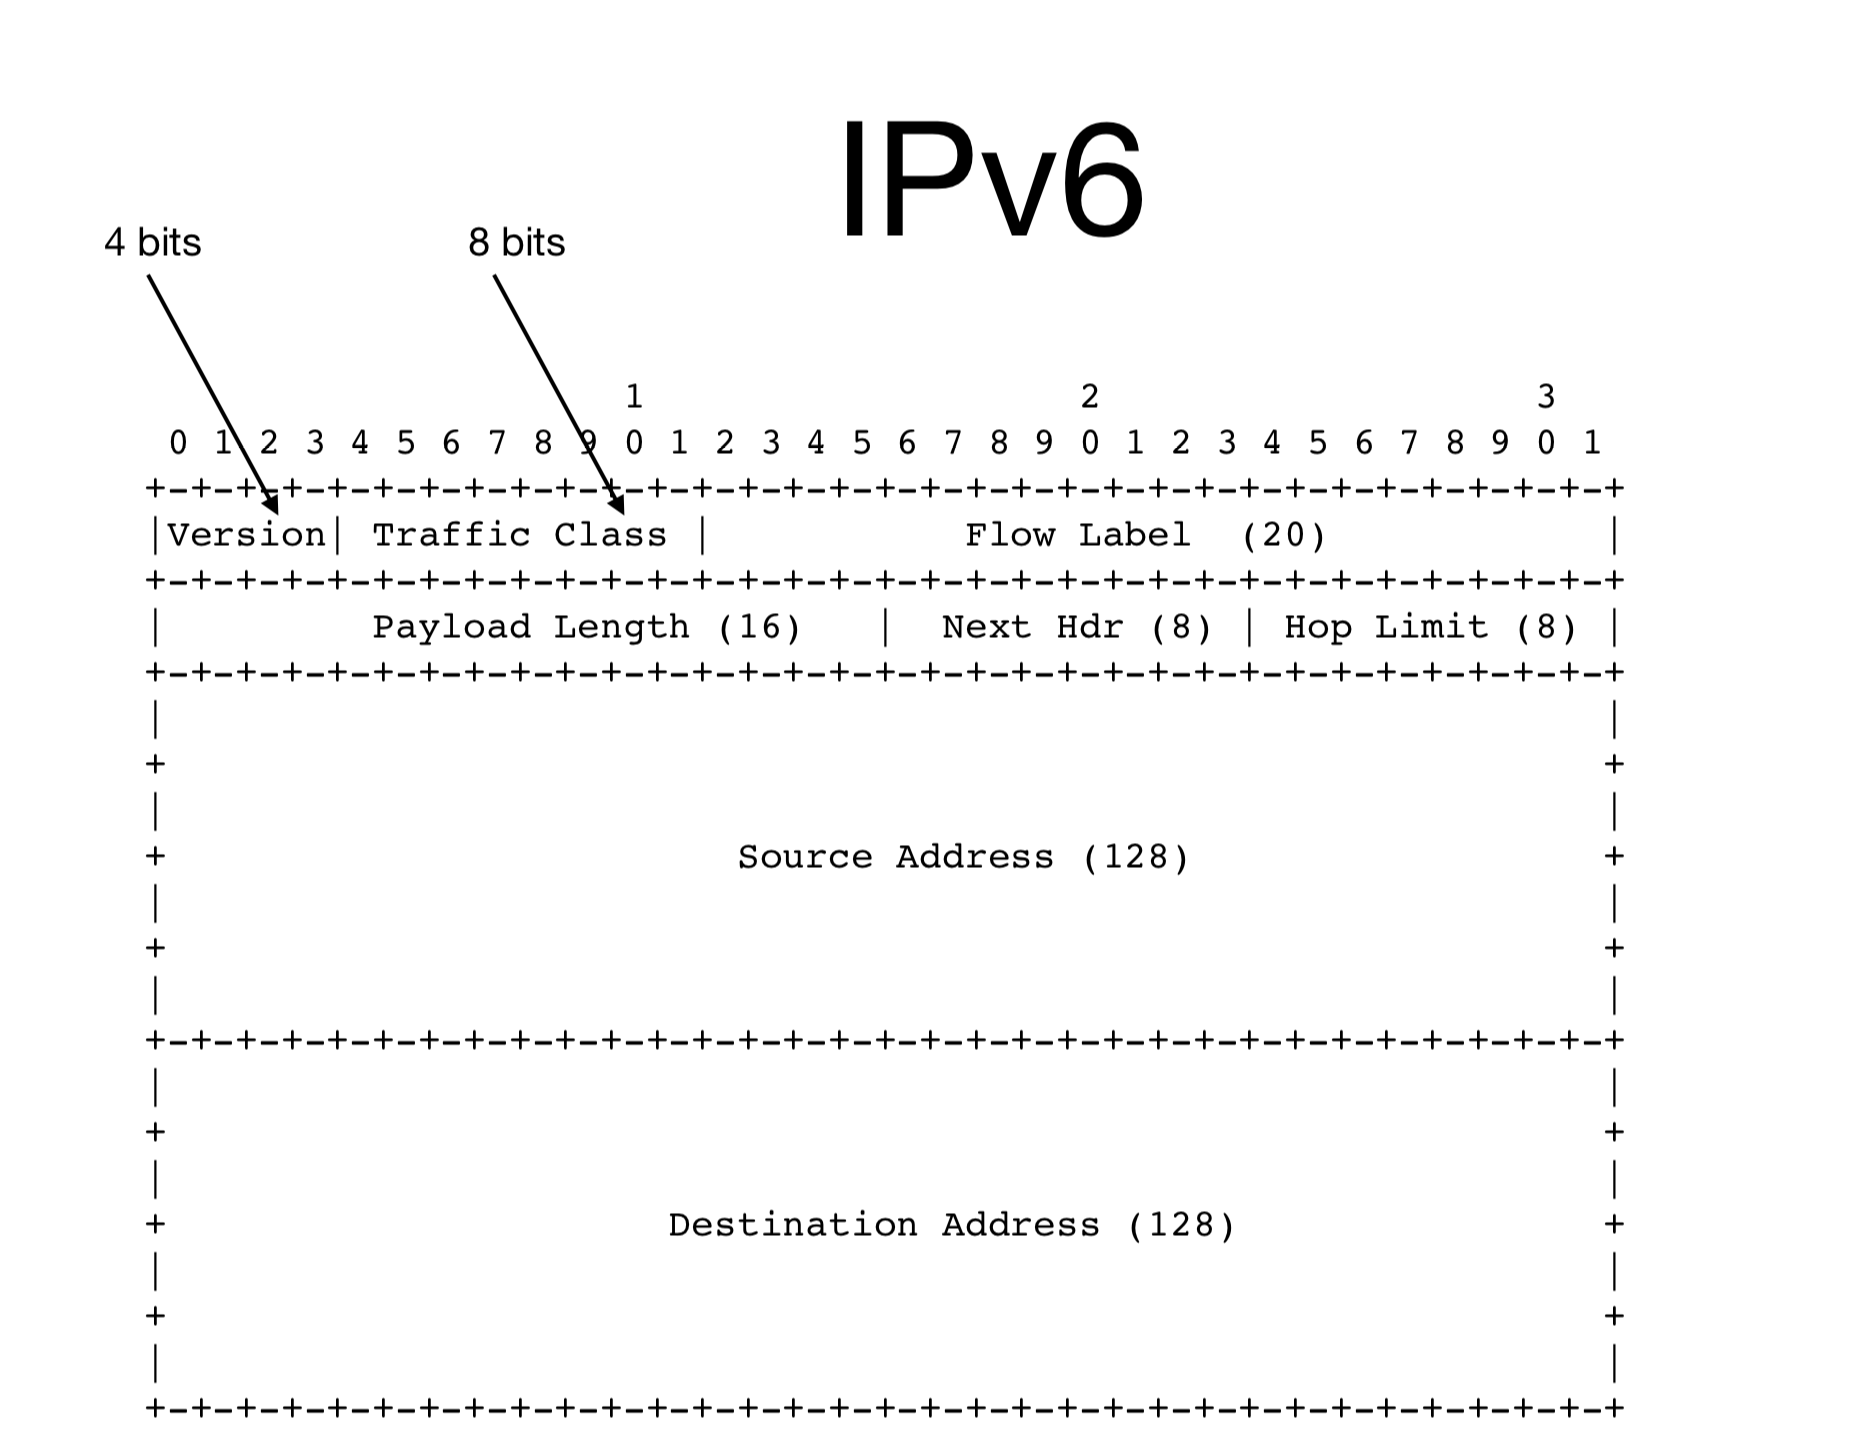 IPv6
4 bits 8 bits
1 2 3
0 1 2 3 4 5 6 7 8 9 0 1 2 3 4 5 6 7 8 9 0 1 2 3 4 5 6 7 8 9 0 1
+-+-+-+-+-+-+-+-+-+-+-+-+-+-+-+-+-+-+-+-+-+-+-+-+-+-+-+-+-+-+-+-+
|Version| Traffic Class | Flow Label (20) |
+-+-+-+-+-+-+-+-+-+-+-+-+-+-+-+-+-+-+-+-+-+-+-+-+-+-+-+-+-+-+-+-+
| Payload Length (16) | Next Hdr (8) | Hop Limit (8) |
+-+-+-+-+-+-+-+-+-+-+-+-+-+-+-+-+-+-+-+-+-+-+-+-+-+-+-+-+-+-+-+-+
| |
+ +
| |
+ Source Address (128) +
| |
+ +
| |
+-+-+-+-+-+-+-+-+-+-+-+-+-+-+-+-+-+-+-+-+-+-+-+-+-+-+-+-+-+-+-+-+
| |
+ +
| |
+ Destination Address (128) +
| |
+ +
| |
+-+-+-+-+-+-+-+-+-+-+-+-+-+-+-+-+-+-+-+-+-+-+-+-+-+-+-+-+-+-+-+-+